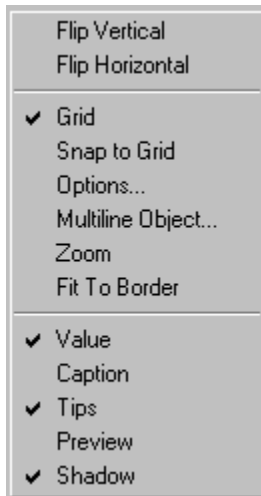 Flip Vertical
Flip Horizontal
Grid
Snap to Grid
Options...
Multiline Object...
Zoom
Fit To Border
Value
Caption
Tips
Preview
Shadow